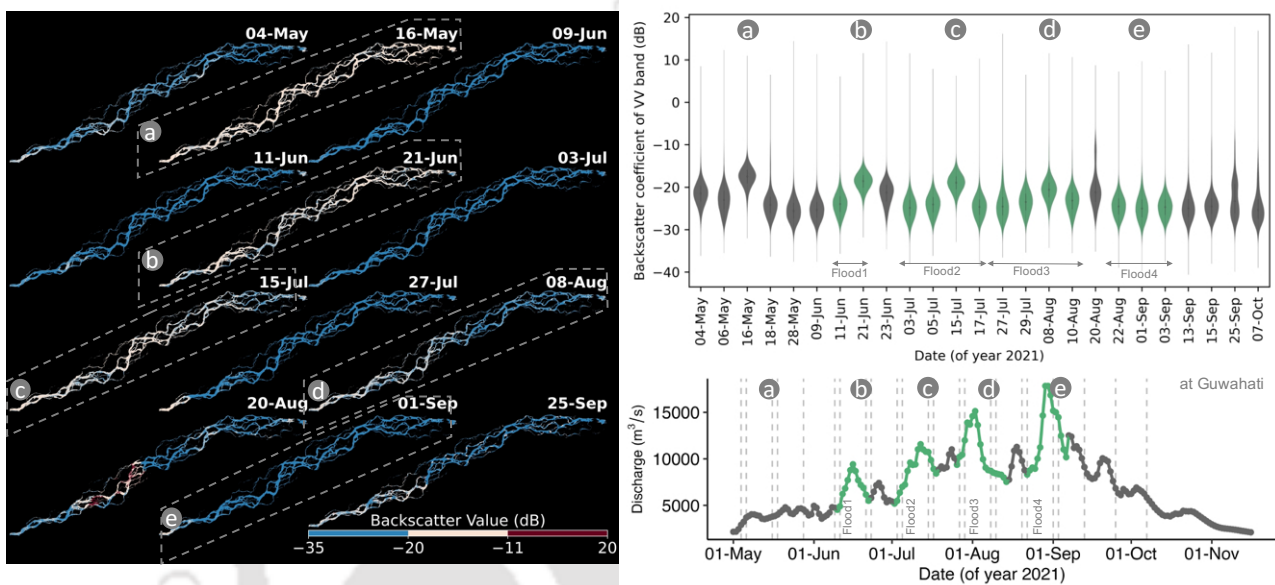 04-May
16-May
09-Jun
a
11-Jun
21-Jun
03-Jul
b
15-Jul
27-Jul
08-Aug
c
d
20-Aug
01-Sep
25-Sep
e
Backscatter Value (dB)
-35 -20 -11 20
Backscatter coefficient of VV band (dB)
20
10
0
−10
−20
−30
−40
a b c d e
Flood1 Flood2 Flood3 Flood4
04-May
06-May
16-May
18-May
28-May
09-Jun
11-Jun
21-Jun
23-Jun
03-Jul
05-Jul
15-Jul
17-Jul
27-Jul
29-Jul
08-Aug
10-Aug
20-Aug
22-Aug
01-Sep
03-Sep
13-Sep
15-Sep
25-Sep
07-Oct
Date (of year 2021)
Discharge (m³/s)
15000
10000
5000
a b c d e
at Guwahati
Flood1
Flood2
Flood3
Flood4
01-May 01-Jun 01-Jul 01-Aug 01-Sep 01-Oct 01-Nov
Date (of year 2021)